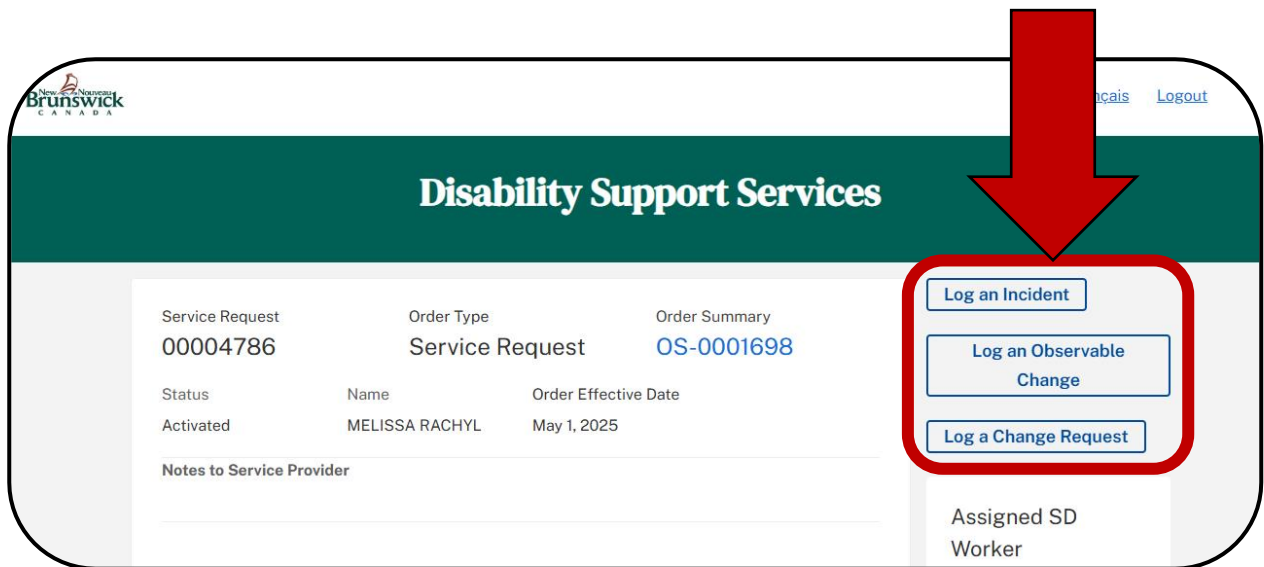 New Nouveau
Brunswick
CANADA
Logout
Disability Support Services
Service Request
Order Type
Order Summary
00004786
Service Request
OS-0001698
Status
Name
Order Effective Date
Activated
MELISSA RACHYL
May 1, 2025
Notes to Service Provider
Log an Incident
Log an Observable
Change
Log a Change Request
Assigned SD
Worker